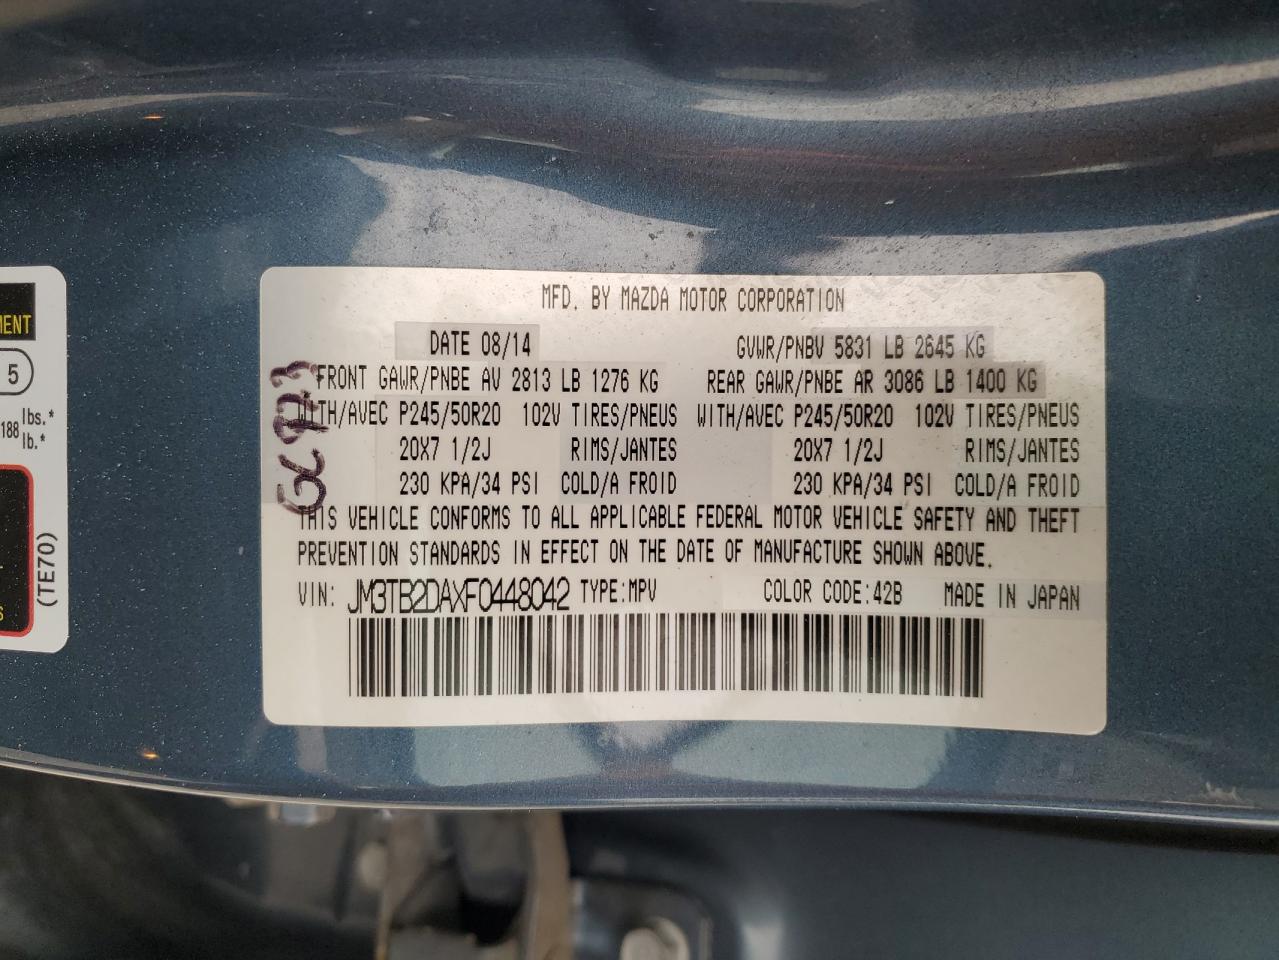 MFD. BY MAZDA MOTOR CORPORATION
DATE 08/14 GVWR/PNBV 5831 LB 2645 KG
FRONT GAWR/PNBE AV 2813 LB 1276 KG REAR GAWR/PNBE AR 3086 LB 1400 KG
WITH/AVEC P245/50R20 102V TIRES/PNEUS WITH/AVEC P245/50R20 102V TIRES/PNEUS
20X7 1/2J RIMS/JANTES 20X7 1/2J RIMS/JANTES
230 KPA/34 PSI COLD/A FROID 230 KPA/34 PSI COLD/A FROID
THIS VEHICLE CONFORMS TO ALL APPLICABLE FEDERAL MOTOR VEHICLE SAFETY AND THEFT
PREVENTION STANDARDS IN EFFECT ON THE DATE OF MANUFACTURE SHOWN ABOVE.
VIN: JM3TB2DAXF0448042 TYPE:MPV COLOR CODE:42B MADE IN JAPAN
5
188 lbs.*
lb.*
(TE70)